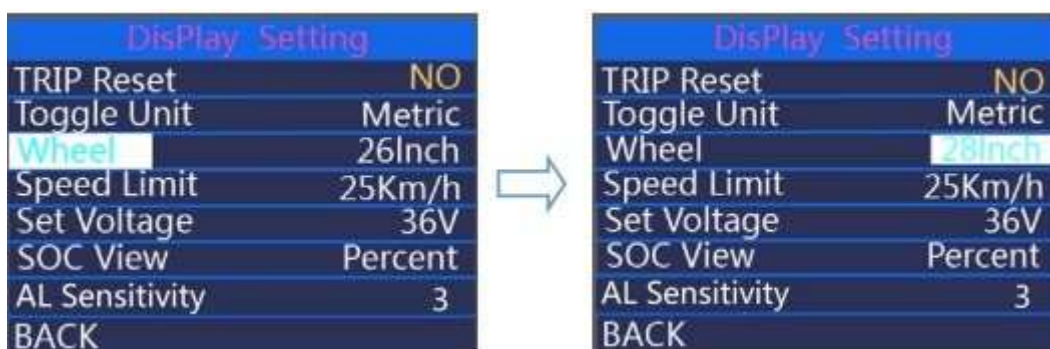 DisPlay Setting
TRIP Reset NO
Toggle Unit Metric
Wheel 26Inch
Speed Limit 25Km/h
Set Voltage 36V
SOC View Percent
AL Sensitivity 3
BACK
DisPlay Setting
TRIP Reset NO
Toggle Unit Metric
Wheel 28Inch
Speed Limit 25Km/h
Set Voltage 36V
SOC View Percent
AL Sensitivity 3
BACK